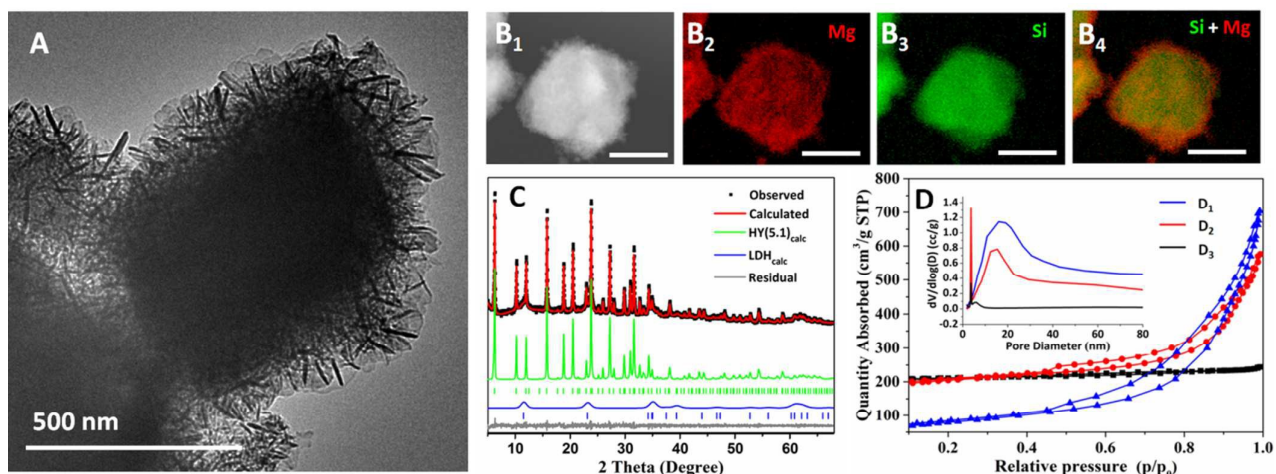 A
500 nm
B1
B2
Mg
B3
Si
B4
Si + Mg
C
Observed
Calculated
HY(5.1)calc
LDHcalc
Residual
10 20 30 40 50 60
2 Theta (Degree)
D
Quantity Absorbed (cm3/g STP)
800
700
600
500
400
300
200
100
0.2 0.4 0.6 0.8 1.0
Relative pressure (p/p0)
dV/dlog(D) (cc/g)
1.4
1.2
1.0
0.8
0.6
0.4
0.2
0.0
0 20 40 60 80
Pore Diameter (nm)
D1
D2
D3